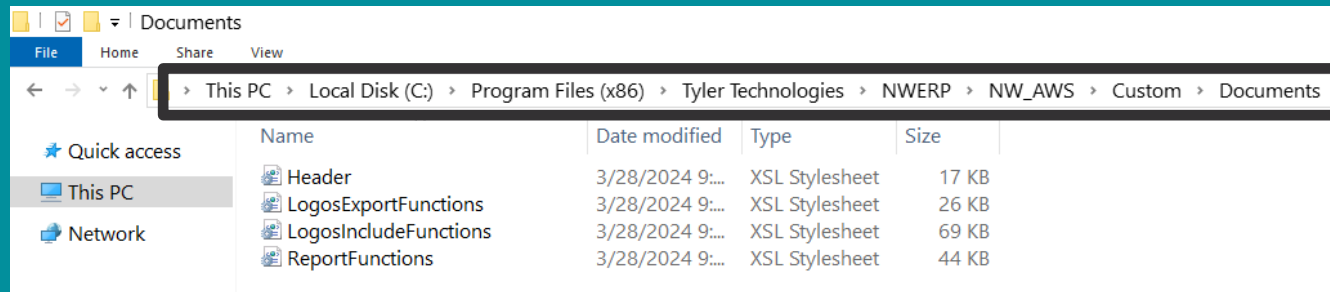 Documents
File Home Share View
This PC > Local Disk (C:) > Program Files (x86) > Tyler Technologies > NWERP > NW_AWS > Custom > Documents
Name Date modified Type Size
Quick access
This PC
Network
Header 3/28/2024 9:... XSL Stylesheet 17 KB
LogosExportFunctions 3/28/2024 9:... XSL Stylesheet 26 KB
LogosIncludeFunctions 3/28/2024 9:... XSL Stylesheet 69 KB
ReportFunctions 3/28/2024 9:... XSL Stylesheet 44 KB